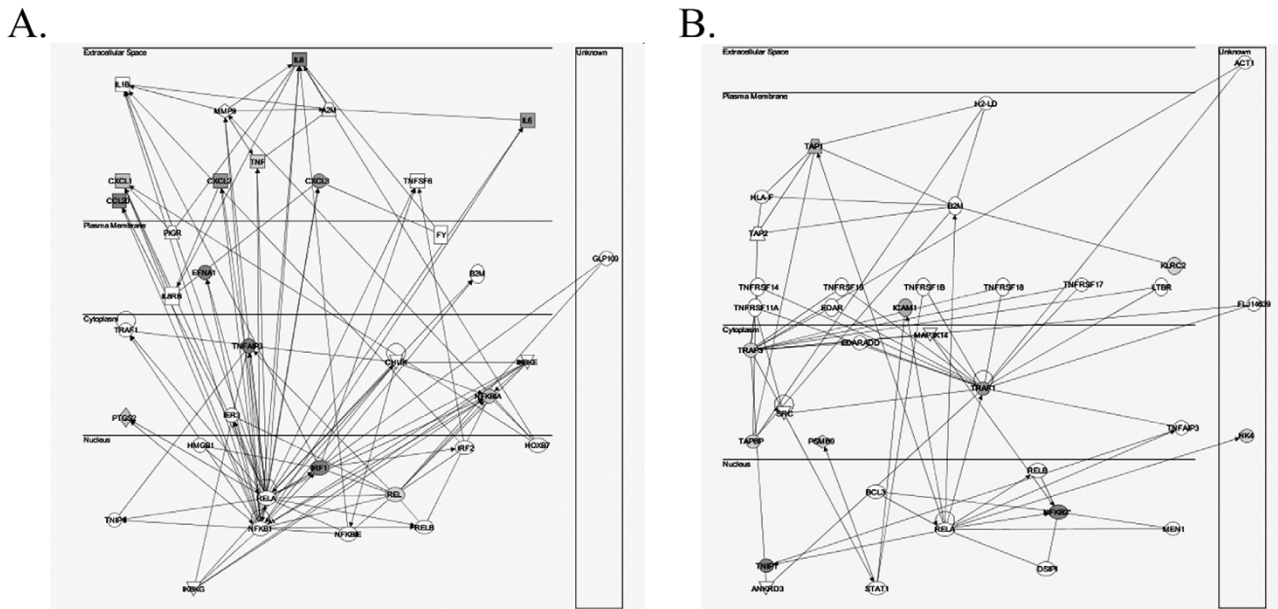 A.
Extracellular Space
Unknown
IL8
IL1B
MMP9
A2M
IL6
TNF
CXCL1
CXCL2
CXCL3
TNFSF6
CCL20
Plasma Membrane
PIGR
FY
GLP109
EFNA1
B2M
IL8RB
Cytoplasm
TRAF1
TNFAIP3
CHUK
NFKBIA
PTGS2
IER3
Nucleus
HMGB1
IRF2
HOXB7
IRF1
RELA
REL
NFKB1
NFKBIE
RELB
IKBKG
B.
Extracellular Space
Unknown
ACT1
Plasma Membrane
H2-LD
TAP1
HLA-F
B2M
TAP2
KLRC2
TNFRSF14
TNFRSF1B
TNFRSF18
TNFRSF17
LTBR
TNFRSF11A
EDAR
ICAM1
FLJ14639
Cytoplasm
MAP3K14
TRAF3
EDARADD
TRAF1
SRC
TAPBP
PSMB9
TNFAIP3
NK4
Nucleus
RELB
BCL3
NFKB2
RELA
MEN1
TNIP1
DSIPI
ANKRD3
STAT1